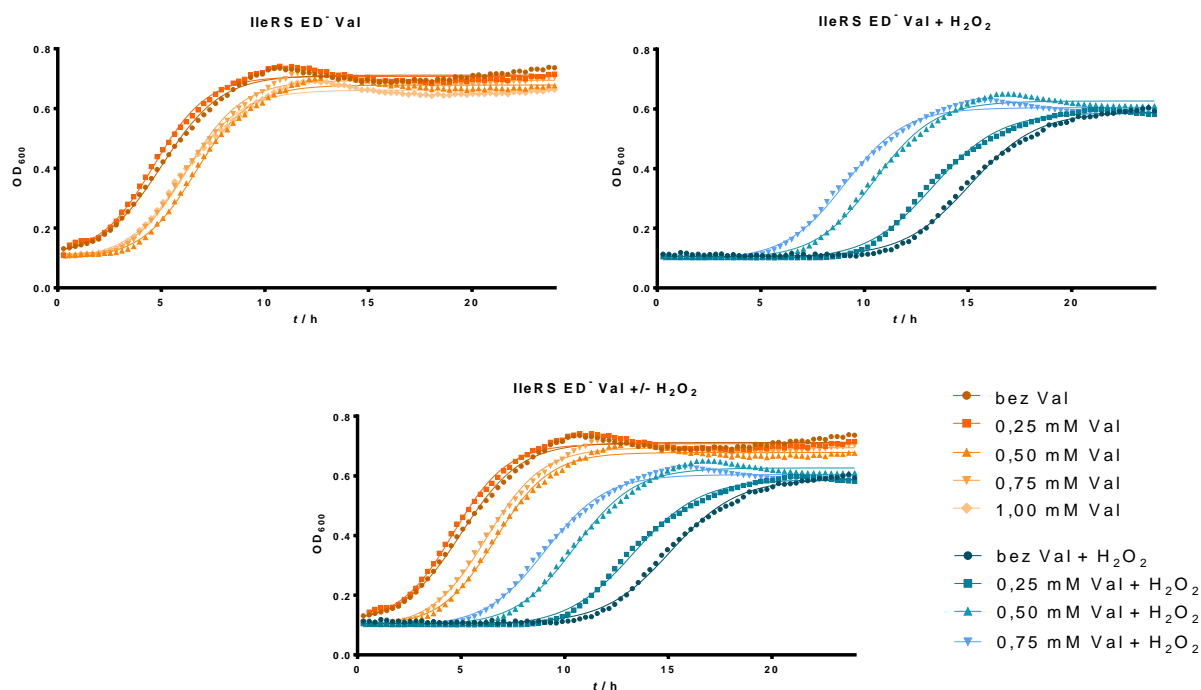 IleRS ED⁻ Val
0.8
0.6
0.4
0.2
0.0
OD₆₀₀
0 5 10 15 20
t / h
IleRS ED⁻ Val + H₂O₂
0.8
0.6
0.4
0.2
0.0
OD₆₀₀
0 5 10 15 20
t / h
IleRS ED⁻ Val +/- H₂O₂
0.8
0.6
0.4
0.2
0.0
OD₆₀₀
0 5 10 15 20
t / h
bez Val
0,25 mM Val
0,50 mM Val
0,75 mM Val
1,00 mM Val
bez Val + H₂O₂
0,25 mM Val + H₂O₂
0,50 mM Val + H₂O₂
0,75 mM Val + H₂O₂